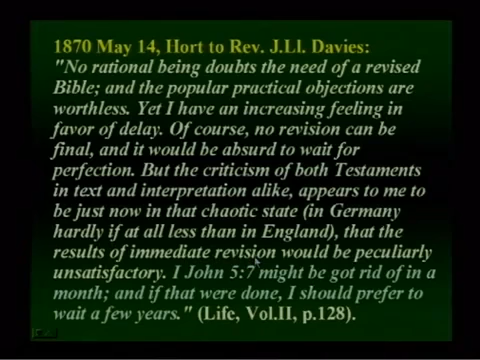 1870 May 14, Hort to Rev. J.Ll. Davies:
"No rational being doubts the need of a revised
Bible; and the popular practical objections are
worthless. Yet I have an increasing feeling in
favor of delay. Of course, no revision can be
final, and it would be absurd to wait for
perfection. But the criticism of both Testaments
in text and interpretation alike, appears to me to
be just now in that chaotic state (in Germany
hardly if at all less than in England), that the
results of immediate revision would be peculiarly
unsatisfactory. I John 5:7 might be got rid of in a
month; and if that were done, I should prefer to
wait a few years." (Life, Vol.II, p.128).